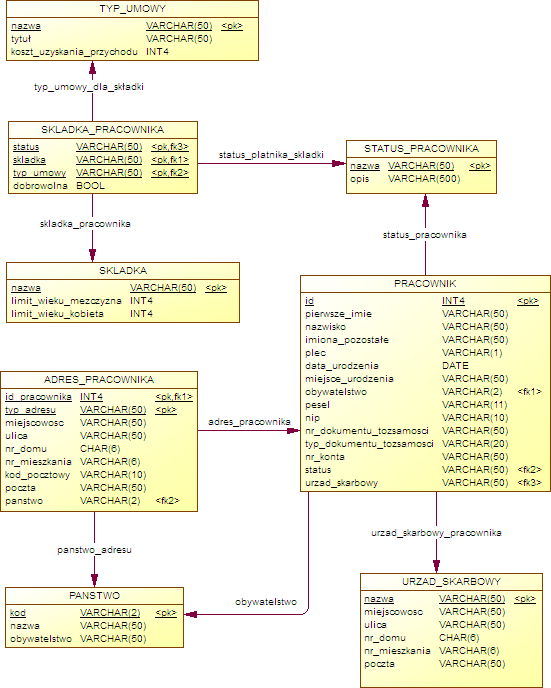 TYP_UMOWY
nazwa VARCHAR(50) <pk>
tytuł VARCHAR(50)
koszt_uzyskania_przychodu INT4
typ_umowy_dla_składki
SKLADKA_PRACOWNIKA
status VARCHAR(50) <pk,fk3>
skladka VARCHAR(50) <pk,fk1>
typ_umowy VARCHAR(50) <pk,fk2>
dobrowolna BOOL
status_platnika_skladki
STATUS_PRACOWNIKA
nazwa VARCHAR(50) <pk>
opis VARCHAR(500)
skladka_pracownika
status_pracownika
SKLADKA
nazwa VARCHAR(50) <pk>
limit_wieku_mezczyzna INT4
limit_wieku_kobieta INT4
PRACOWNIK
id INT4 <pk>
pierwsze_imie VARCHAR(50)
nazwisko VARCHAR(50)
imiona_pozostałe VARCHAR(50)
plec VARCHAR(1)
data_urodzenia DATE
miejsce_urodzenia VARCHAR(50)
obywatelstwo VARCHAR(2) <fk1>
pesel VARCHAR(11)
nip VARCHAR(10)
nr_dokumentu_tozsamosci VARCHAR(50)
typ_dokumentu_tozsamosci VARCHAR(20)
nr_konta VARCHAR(50)
status VARCHAR(50) <fk2>
urzad_skarbowy VARCHAR(50) <fk3>
ADRES_PRACOWNIKA
id_pracownika INT4 <pk,fk1>
typ_adresu VARCHAR(50) <pk>
miejscowosc VARCHAR(50)
ulica VARCHAR(50)
nr_domu CHAR(6)
nr_mieszkania VARCHAR(6)
kod_pocztowy VARCHAR(10)
poczta VARCHAR(50)
panstwo VARCHAR(2) <fk2>
adres_pracownika
panstwo_adresu
urzad_skarbowy_pracownika
PANSTWO
kod VARCHAR(2) <pk>
nazwa VARCHAR(50)
obywatelstwo VARCHAR(50)
obywatelstwo
URZAD_SKARBOWY
nazwa VARCHAR(50) <pk>
miejscowosc VARCHAR(50)
ulica VARCHAR(50)
nr_domu CHAR(6)
nr_mieszkania VARCHAR(6)
poczta VARCHAR(50)